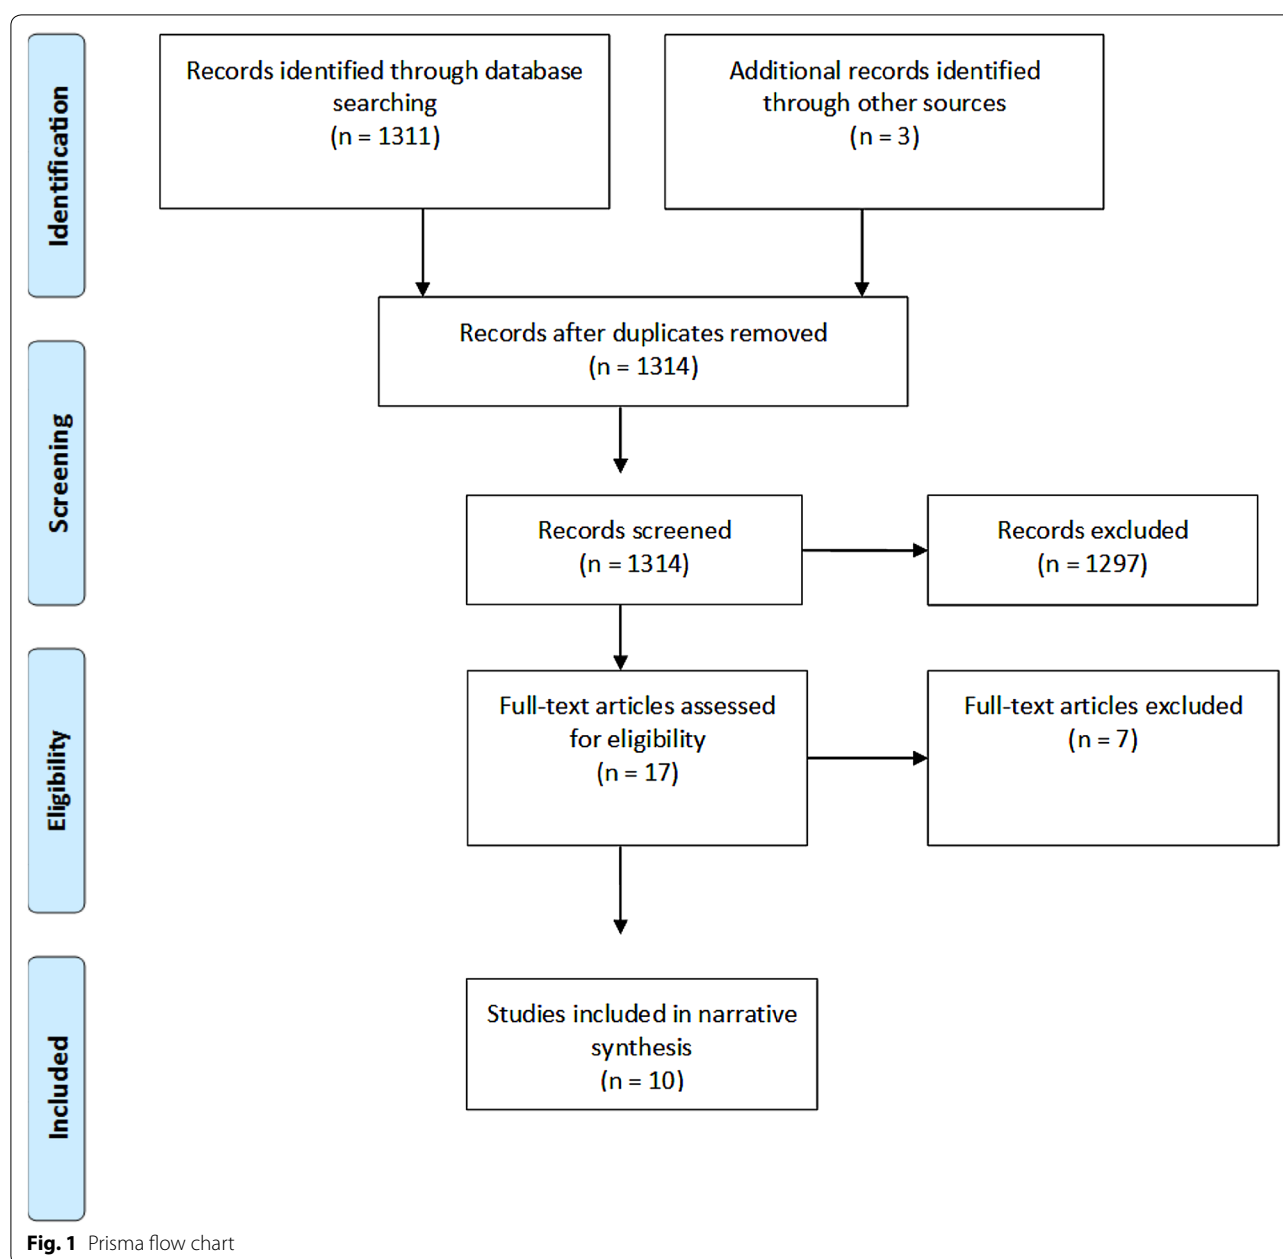 Identification
Records identified through database
searching
(n = 1311)
Additional records identified
through other sources
(n = 3)
Records after duplicates removed
(n = 1314)
Screening
Records screened
(n = 1314)
Records excluded
(n = 1297)
Eligibility
Full-text articles assessed
for eligibility
(n = 17)
Full-text articles excluded
(n = 7)
Included
Studies included in narrative
synthesis
(n = 10)
Fig. 1 Prisma flow chart